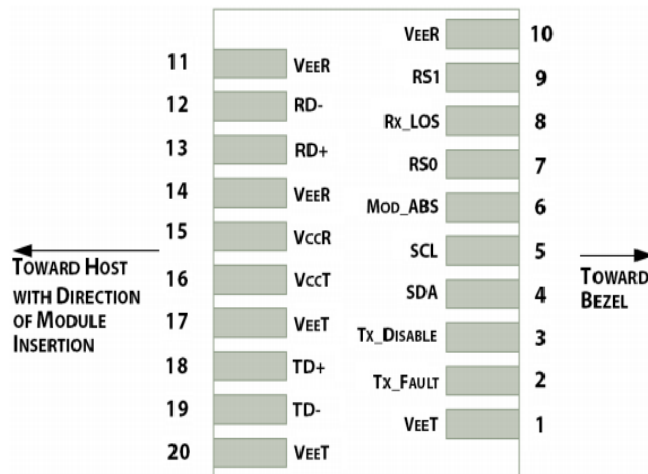 VEER 10
11 VEER
RS1 9
12 RD-
Rx_LOS 8
13 RD+
RS0 7
14 VEER
MOD_ABS 6
15 VCCR
SCL 5
TOWARD HOST
WITH DIRECTION
OF MODULE
INSERTION
16 VCCT
SDA 4
TOWARD
BEZEL
17 VEET
TX_DISABLE 3
18 TD+
TX_FAULT 2
19 TD-
VEET 1
20 VEET